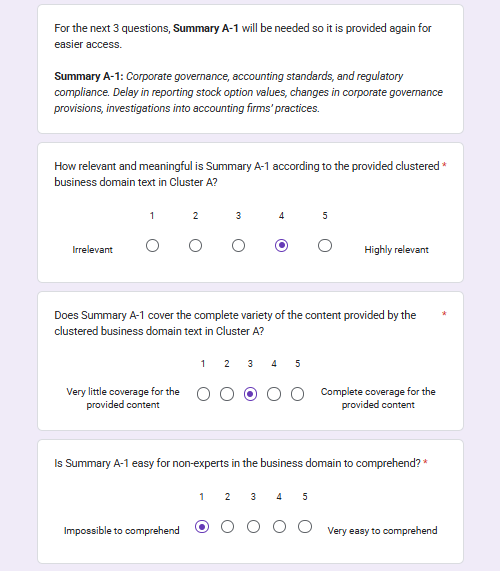 For the next 3 questions, Summary A-1 will be needed so it is provided again for
easier access.
Summary A-1: Corporate governance, accounting standards, and regulatory
compliance. Delay in reporting stock option values, changes in corporate governance
provisions, investigations into accounting firms' practices.
How relevant and meaningful is Summary A-1 according to the provided clustered *
business domain text in Cluster A?
1 2 3 4 5
Irrelevant Highly relevant
Does Summary A-1 cover the complete variety of the content provided by the *
clustered business domain text in Cluster A?
1 2 3 4 5
Very little coverage for the Complete coverage for the
provided content provided content
Is Summary A-1 easy for non-experts in the business domain to comprehend? *
1 2 3 4 5
Impossible to comprehend Very easy to comprehend